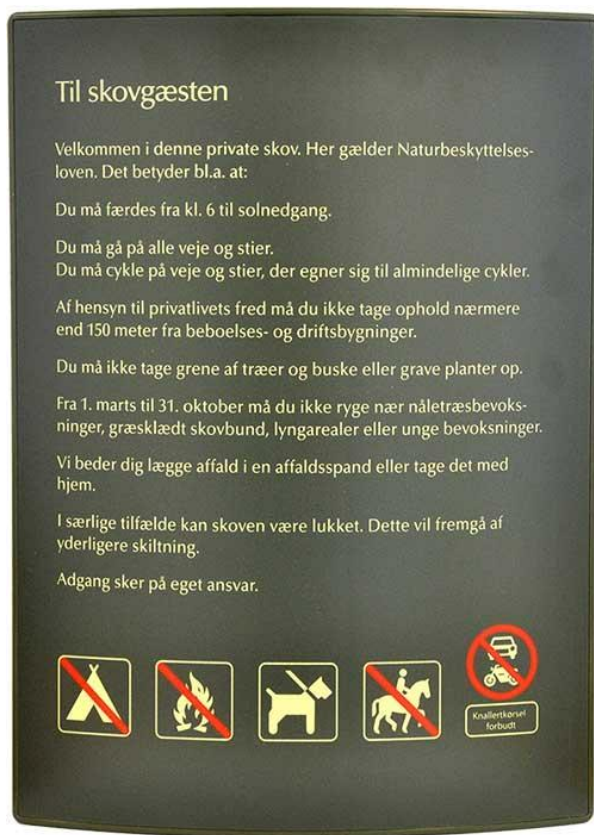 Til skovgæsten
Velkommen i denne private skov. Her gælder Naturbeskyttelses-
loven. Det betyder bl.a. at:
Du må færdes fra kl. 6 til solnedgang.
Du må gå på alle veje og stier.
Du må cykle på veje og stier, der egner sig til almindelige cykler.
Af hensyn til privatlivets fred må du ikke tage ophold nærmere
end 150 meter fra beboelses- og driftsbygninger.
Du må ikke tage grene af træer og buske eller grave planter op.
Fra 1. marts til 31. oktober må du ikke ryge nær nåletræsbevoks-
ninger, græsklædt skovbund, lyngarealer eller unge bevoksninger.
Vi beder dig lægge affald i en affaldsspand eller tage det med
hjem.
I særlige tilfælde kan skoven være lukket. Dette vil fremgå af
yderligere skiltning.
Adgang sker på eget ansvar.
Knallertkørsel
forbudt